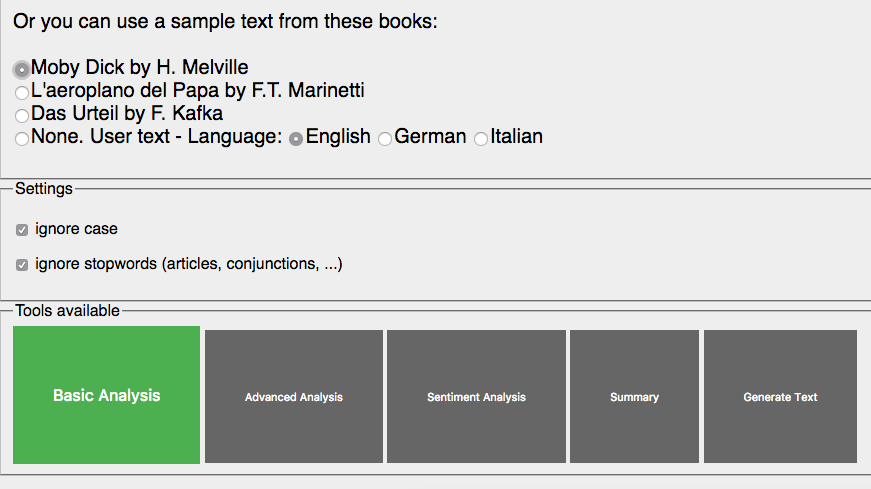 Or you can use a sample text from these books:
Moby Dick by H. Melville
L'aeroplano del Papa by F.T. Marinetti
Das Urteil by F. Kafka
None. User text - Language: English German Italian
Settings
ignore case
ignore stopwords (articles, conjunctions, ...)
Tools available
Basic Analysis Advanced Analysis Sentiment Analysis Summary Generate Text